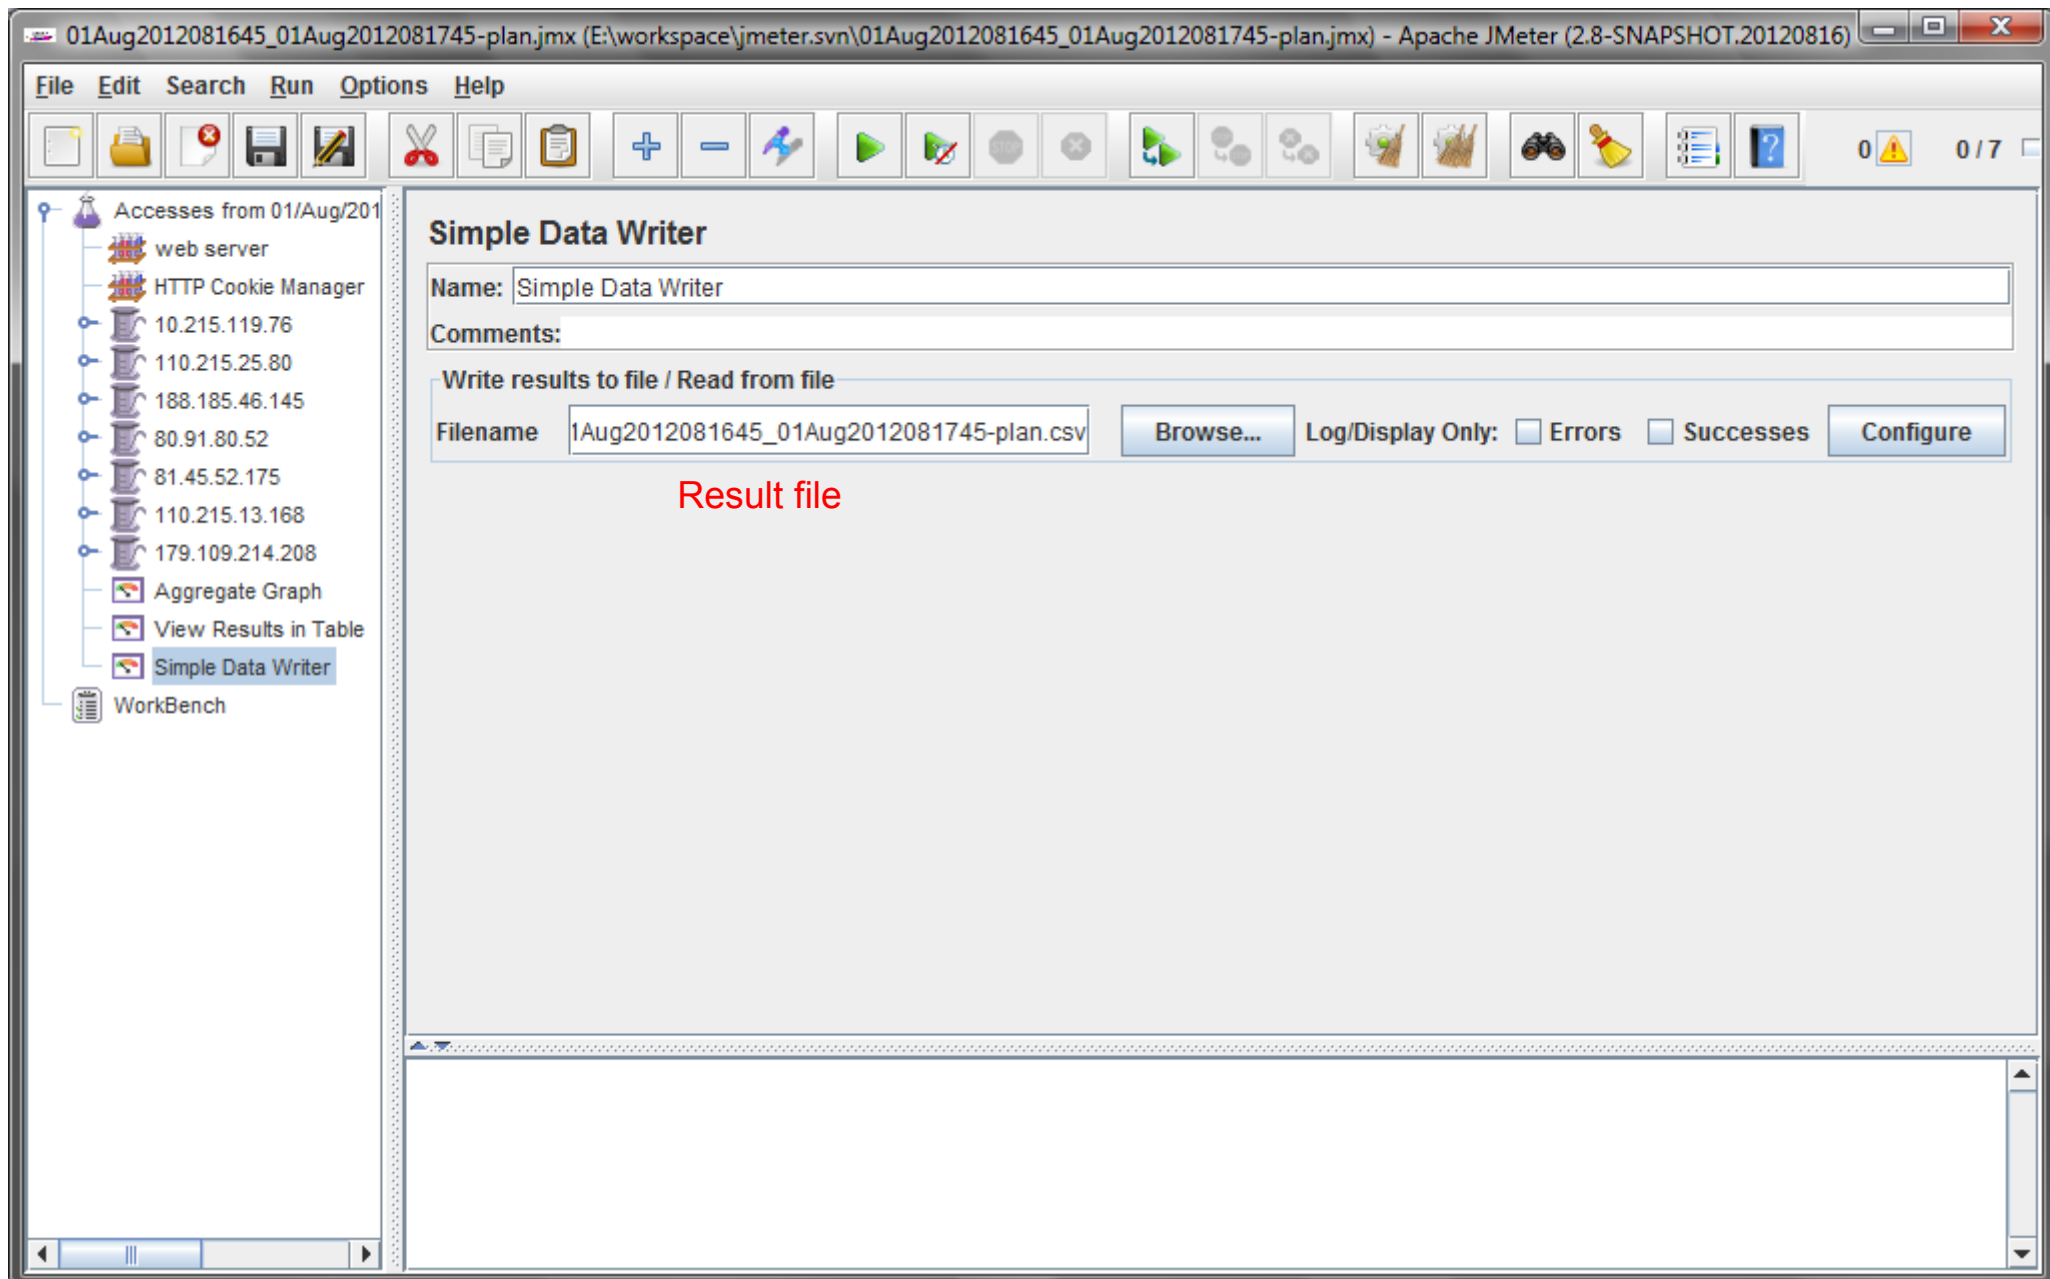 01Aug2012081645_01Aug2012081745-plan.jmx (E:\workspace\jmeter.svn\01Aug2012081645_01Aug2012081745-plan.jmx) - Apache JMeter (2.8-SNAPSHOT.20120816)
File Edit Search Run Options Help
STOP
?
0
0 / 7
Accesses from 01/Aug/201
web server
HTTP Cookie Manager
10.215.119.76
110.215.25.80
188.185.46.145
80.91.80.52
81.45.52.175
110.215.13.168
179.109.214.208
Aggregate Graph
View Results in Table
Simple Data Writer
WorkBench
Simple Data Writer
Name: Simple Data Writer
Comments:
Write results to file / Read from file
Filename 1Aug2012081645_01Aug2012081745-plan.csv Browse... Log/Display Only: Errors Successes Configure
Result file